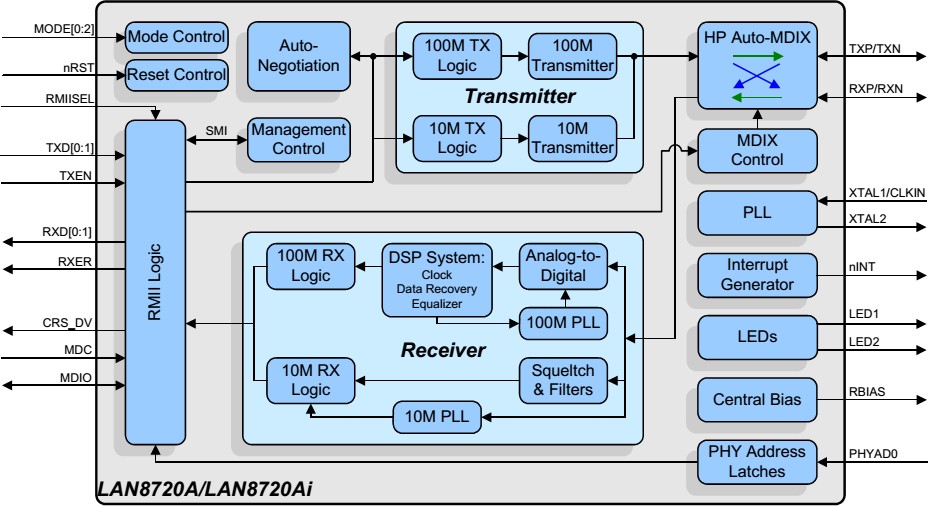 MODE[0:2]
nRST
RMIISEL
TXD[0:1]
TXEN
RXD[0:1]
RXER
CRS_DV
MDC
MDIO
Mode Control
Reset Control
Auto-
Negotiation
SMI
Management
Control
RMII Logic
100M TX
Logic
100M
Transmitter
Transmitter
10M TX
Logic
10M
Transmitter
100M RX
Logic
DSP System:
Clock
Data Recovery
Equalizer
Analog-to-
Digital
100M PLL
Receiver
10M RX
Logic
Squeltch
& Filters
10M PLL
HP Auto-MDIX
MDIX
Control
PLL
Interrupt
Generator
LEDs
Central Bias
PHY Address
Latches
TXP/TXN
RXP/RXN
XTAL1/CLKIN
XTAL2
nINT
LED1
LED2
RBIAS
PHYAD0
LAN8720A/LAN8720Ai